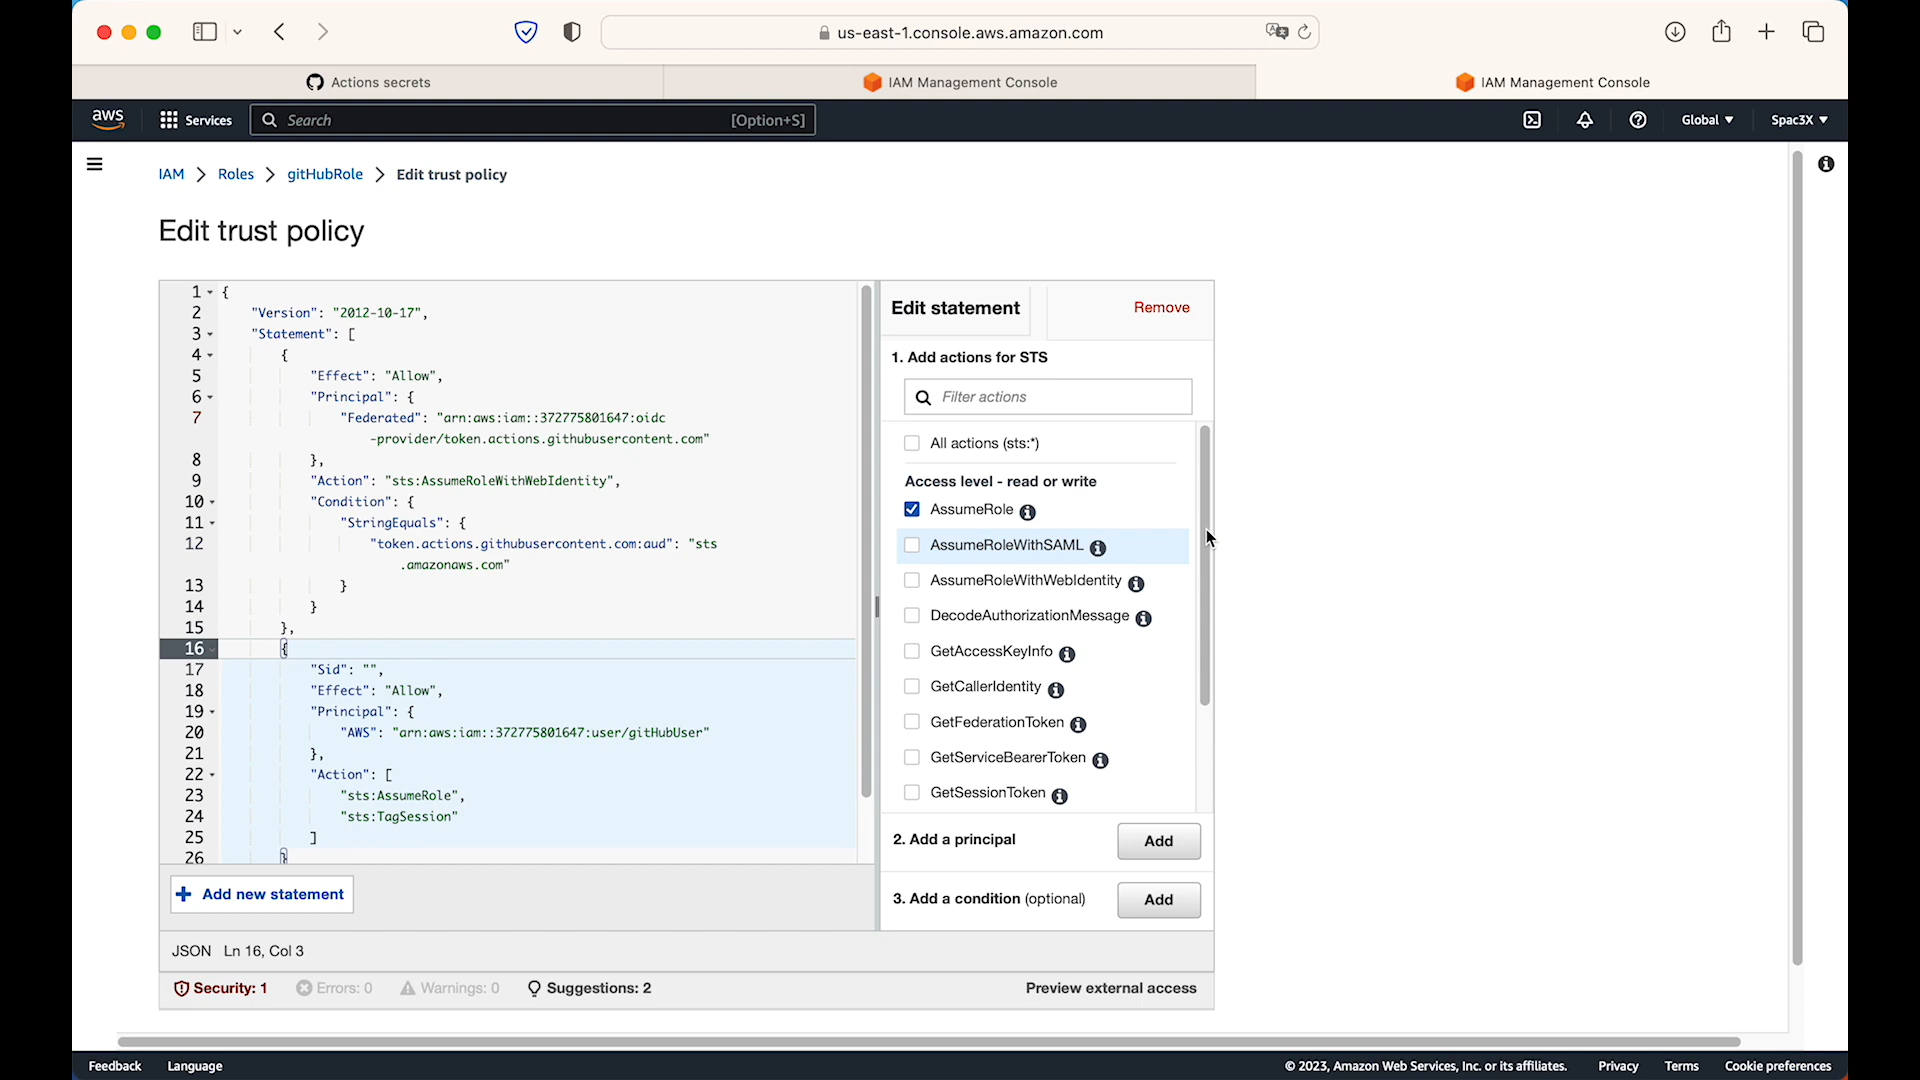 us-east-1.console.aws.amazon.com
Actions secrets
IAM Management Console
IAM Management Console
aws
Services
Search
[Option+S]
Global ▼
Spac3X ▼
IAM > Roles > gitHubRole > Edit trust policy
Edit trust policy
1 {
2 "Version": "2012-10-17",
3 "Statement": [
4 {
5 "Effect": "Allow",
6 "Principal": {
7 "Federated": "arn:aws:iam::372775801647:oidc
-provider/token.actions.githubusercontent.com"
8 },
9 "Action": "sts:AssumeRoleWithWebIdentity",
10 "Condition": {
11 "StringEquals": {
12 "token.actions.githubusercontent.com:aud": "sts
.amazonaws.com"
13 }
14 }
15 },
16 {
17 "Sid": "",
18 "Effect": "Allow",
19 "Principal": {
20 "AWS": "arn:aws:iam::372775801647:user/gitHubUser"
21 },
22 "Action": [
23 "sts:AssumeRole",
24 "sts:TagSession"
25 ]
26 }
+ Add new statement
JSON Ln 16, Col 3
Security: 1
Errors: 0
Warnings: 0
Suggestions: 2
Preview external access
Edit statement
Remove
1. Add actions for STS
Filter actions
All actions (sts:*)
Access level - read or write
AssumeRole
AssumeRoleWithSAML
AssumeRoleWithWebIdentity
DecodeAuthorizationMessage
GetAccessKeyInfo
GetCallerIdentity
GetFederationToken
GetServiceBearerToken
GetSessionToken
2. Add a principal
Add
3. Add a condition (optional)
Add
Feedback
Language
© 2023, Amazon Web Services, Inc. or its affiliates.
Privacy
Terms
Cookie preferences